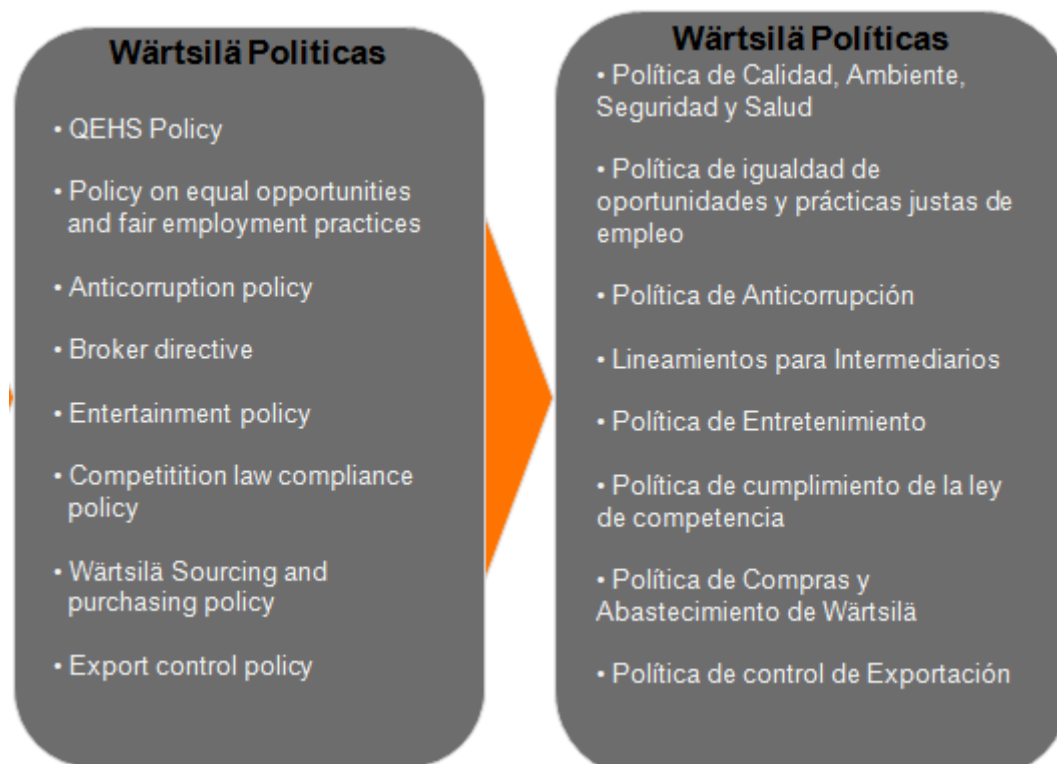 Wärtsilä Politicas
• QEHS Policy
• Policy on equal opportunities
and fair employment practices
• Anticorruption policy
• Broker directive
• Entertainment policy
• Competitition law compliance
policy
• Wärtsilä Sourcing and
purchasing policy
• Export control policy
Wärtsilä Políticas
• Política de Calidad, Ambiente,
Seguridad y Salud
• Política de igualdad de
oportunidades y prácticas justas de
empleo
• Política de Anticorrupción
• Lineamientos para Intermediarios
• Política de Entretenimiento
• Política de cumplimiento de la ley
de competencia
• Política de Compras y
Abastecimiento de Wärtsilä
• Política de control de Exportación